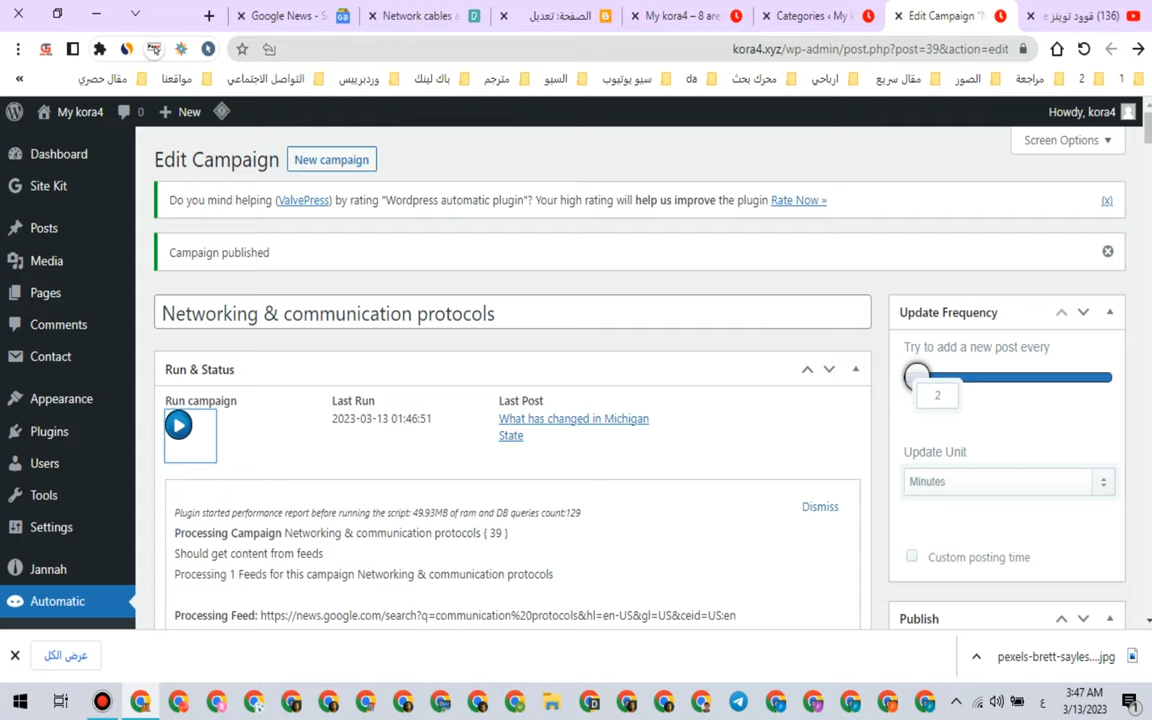 Google News - S
Network cables a
الصفحة: تعديل
My kora4 – 8 are
Categories ‹ My
Edit Campaign "N
(136) قوود توينز
kora4.xyz/wp-admin/post.php?post=39&action=edit
« مقال حصري مواقعنا التواصل الاجتماعي وردبرييس باك لينك مترجم السيو سيو يوتيوب da محرك بحث ارباحي مقال سريع الصور مراجعة 2 1
My kora4 0 New Howdy, kora4
Screen Options
Dashboard
Site Kit
Posts
Media
Pages
Comments
Contact
Appearance
Plugins
Users
Tools
Settings
Jannah
Automatic
Edit Campaign New campaign
Do you mind helping (ValvePress) by rating "Wordpress automatic plugin"? Your high rating will help us improve the plugin Rate Now » (x)
Campaign published
Networking & communication protocols
Run & Status
Run campaign
Last Run
2023-03-13 01:46:51
Last Post
What has changed in Michigan
State
Dismiss
Plugin started performance report before running the script: 49.93MB of ram and DB queries count:129
Processing Campaign Networking & communication protocols { 39 }
Should get content from feeds
Processing 1 Feeds for this campaign Networking & communication protocols
Processing Feed: https://news.google.com/search?q=communication%20protocols&hl=en-US&gl=US&ceid=US:en
Update Frequency
Try to add a new post every
2
Update Unit
Minutes
Custom posting time
Publish
عرض الكل
pexels-brett-sayles....jpg
ع
3:47 AM
3/13/2023